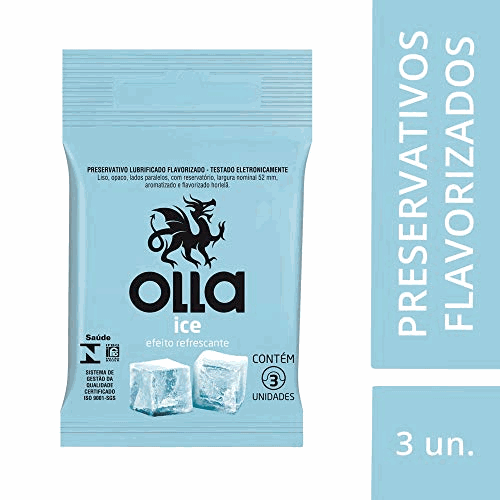 PRESERVATIVO LUBRIFICADO FLAVORIZADO - TESTADO ELETRONICAMENTE
Liso, opaco, lados paralelos, com reservatório, largura nominal 52 mm,
aromatizado e flavorizado hortelã.
OLLA
ice
efeito refrescante
Saúde
SISTEMA DE
GESTÃO DA
QUALIDADE
CERTIFICADO
ISO 9001-SGS
CONTÉM
3
UNIDADES
PRESERVATIVOS
FLAVORIZADOS
3 un.